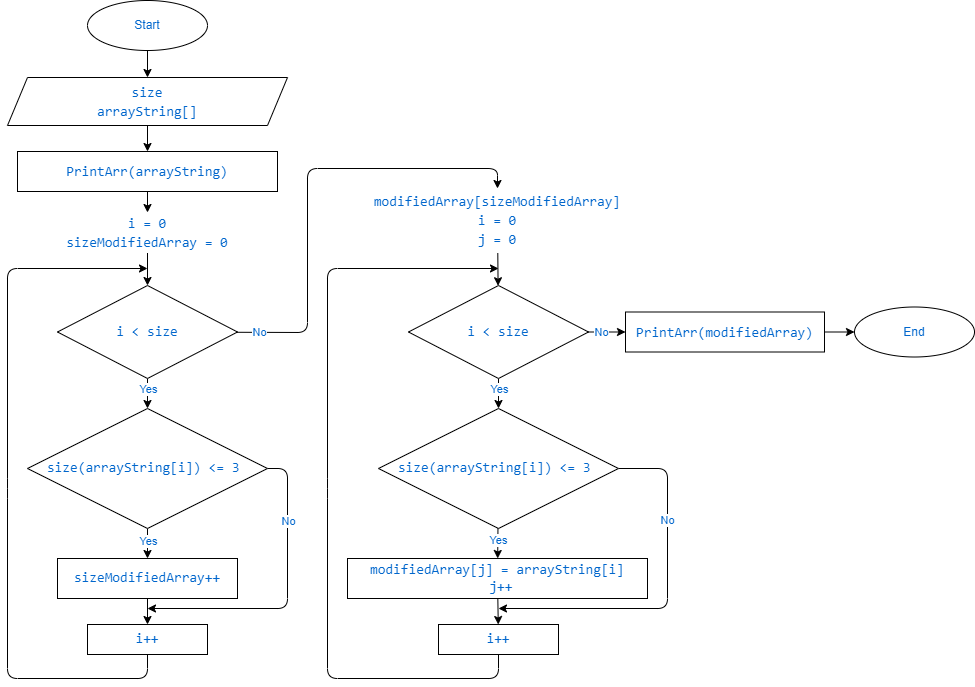 Start
size
arrayString[]
PrintArr(arrayString)
i = 0
sizeModifiedArray = 0
i < size
No
Yes
size(arrayString[i]) <= 3
No
Yes
sizeModifiedArray++
i++
modifiedArray[sizeModifiedArray]
i = 0
j = 0
i < size
No
PrintArr(modifiedArray)
End
Yes
size(arrayString[i]) <= 3
No
Yes
modifiedArray[j] = arrayString[i]
j++
i++